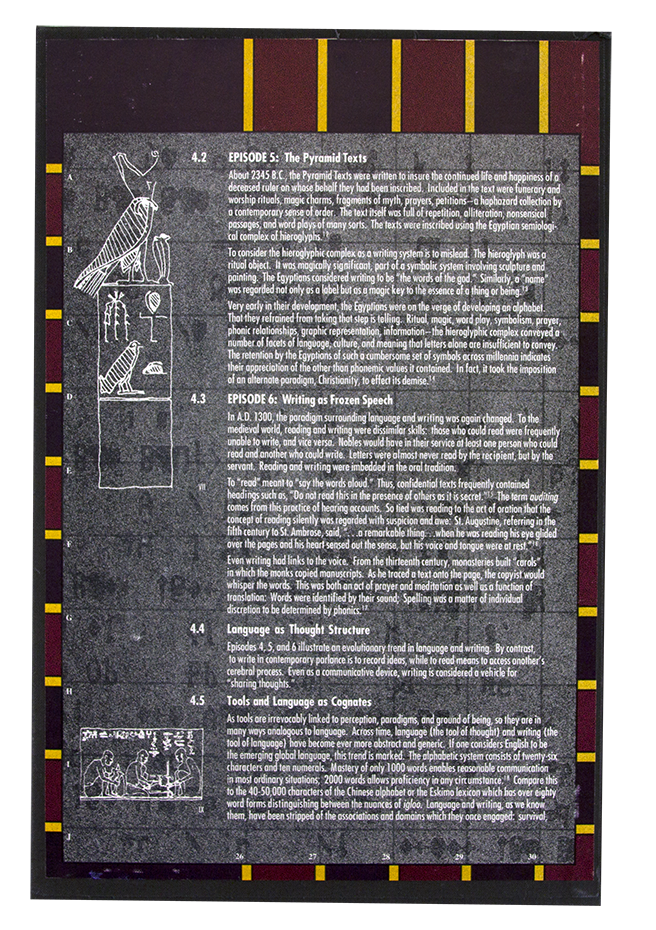 4.2 EPISODE 5: The Pyramid Texts
About 2345 B.C., the Pyramid Texts were written to insure the continued life and happiness of a
deceased ruler on whose behalf they had been inscribed. Included in the text were funerary and
worship rituals, magic charms, fragments of myth, prayers, petitions—a haphazard collection by
a contemporary sense of order. The text itself was full of repetition, alliteration, nonsensical
passages, and word plays of many sorts. The texts were inscribed using the Egyptian semiologi-
cal complex of hieroglyphs.
To consider the hieroglyphic complex as a writing system is to mislead. The hieroglyph was a
ritual object. It was magically significant, part of a symbolic system involving sculpture and
painting. The Egyptians considered writing to be "the words of the god." Similarly, a "name"
was regarded not only as a label but as a magic key to the essence of a thing or being.
Very early in their development, the Egyptians were on the verge of developing an alphabet.
That they refrained from taking that step is telling. Ritual, magic, word play, symbolism, prayer,
phonic relationships, graphic representation, information—the hieroglyphic complex conveyed a
number of facets of language, culture, and meaning that letters alone are insufficient to convey.
The retention by the Egyptians of such a cumbersome set of symbols across millennia indicates
their appreciation of the other than phonemic values it contained. In fact, it took the imposition
of an alternate paradigm, Christianity, to effect its demise.¹⁴
4.3 EPISODE 6: Writing as Frozen Speech
In A.D. 1300, the paradigm surrounding language and writing was again changed. To the
medieval world, reading and writing were dissimilar skills: those who could read were frequently
unable to write, and vice versa. Nobles would have in their service at least one person who could
read and another who could write. Letters were almost never read by the recipient, but by the
servant. Reading and writing were imbedded in the oral tradition.
To "read" meant to "say the words aloud." Thus, confidential texts frequently contained
headings such as, "Do not read this in the presence of others as it is secret."¹⁵ The term auditing
comes from this practice of hearing accounts. So tied was reading to the act of oration that the
concept of reading silently was regarded with suspicion and awe: St. Augustine, referring in the
fifth century to St. Ambrose, said, ". . .a remarkable thing. . .when he was reading his eye glided
over the pages and his heart sensed out the sense, but his voice and tongue were at rest."¹⁶
Even writing had links to the voice. From the thirteenth century, monasteries built "carols"
in which the monks copied manuscripts. As he traced a text onto the page, the copyist would
whisper the words. This was both an act of prayer and meditation as well as a function of
translation: Words were identified by their sound; Spelling was a matter of individual
discretion to be determined by phonics.¹⁷
4.4 Language as Thought Structure
Episodes 4, 5, and 6 illustrate an evolutionary trend in language and writing. By contrast,
to write in contemporary parlance is to record ideas, while to read means to access another's
cerebral process. Even as a communicative device, writing is considered a vehicle for
"sharing thoughts."
4.5 Tools and Language as Cognates
As tools are irrevocably linked to perception, paradigms, and ground of being, so they are in
many ways analogous to language. Across time, language (the tool of thought) and writing (the
tool of language) have become ever more abstract and generic. If one considers English to be
the emerging global language, this trend is marked. The alphabetic system consists of twenty-six
characters and ten numerals. Mastery of only 1000 words enables reasonable communication
in most ordinary situations; 2000 words allows proficiency in any circumstance.¹⁸ Compare this
to the 40-50,000 characters of the Chinese alphabet or the Eskimo lexicon which has over eighty
word forms distinguishing between the nuances of igloo. Language and writing, as we know
them, have been stripped of the associations and domains which they once engaged: survival,
A
B
C
D
E
F
G
H
I
J
VII
IX
26 27 28 29 30